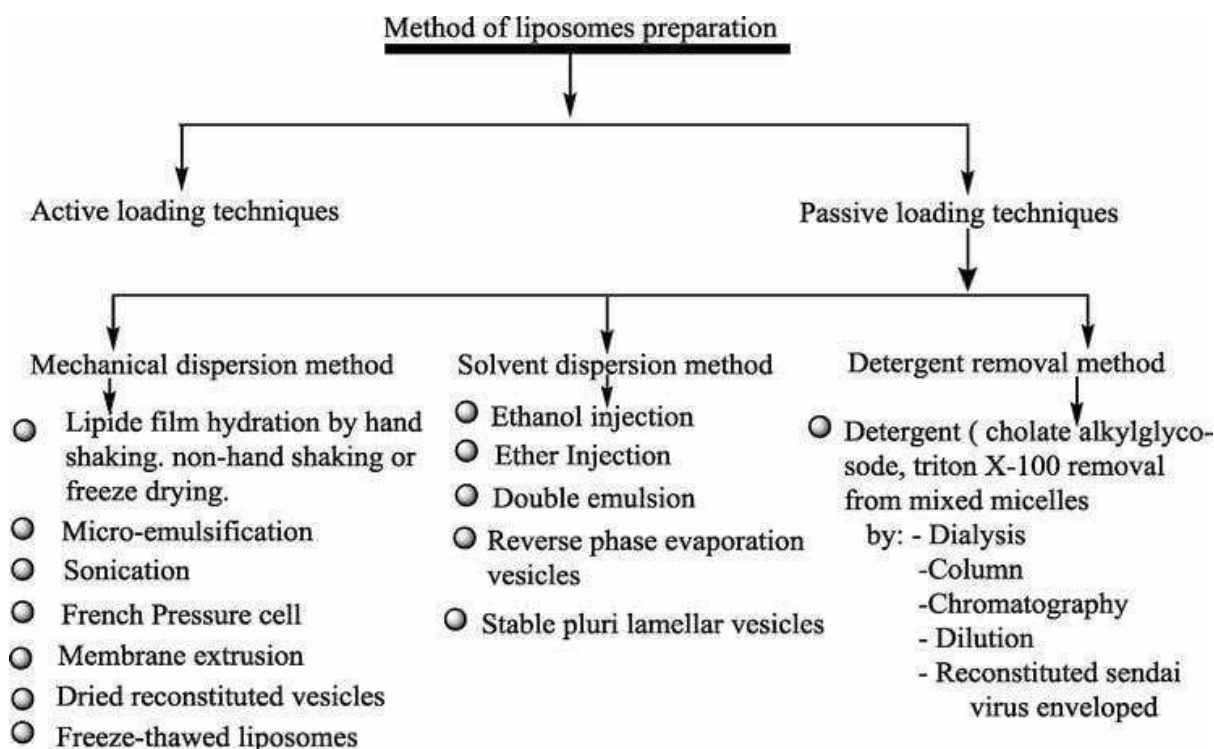 Method of liposomes preparation
Active loading techniques
Passive loading techniques
Mechanical dispersion method
Lipide film hydration by hand
shaking. non-hand shaking or
freeze drying.
Micro-emulsification
Sonication
French Pressure cell
Membrane extrusion
Dried reconstituted vesicles
Freeze-thawed liposomes
Solvent dispersion method
Ethanol injection
Ether Injection
Double emulsion
Reverse phase evaporation
vesicles
Stable pluri lamellar vesicles
Detergent removal method
Detergent ( cholate alkylglyco-
sode, triton X-100 removal
from mixed micelles
by: - Dialysis
-Column
-Chromatography
- Dilution
- Reconstituted sendai
virus enveloped